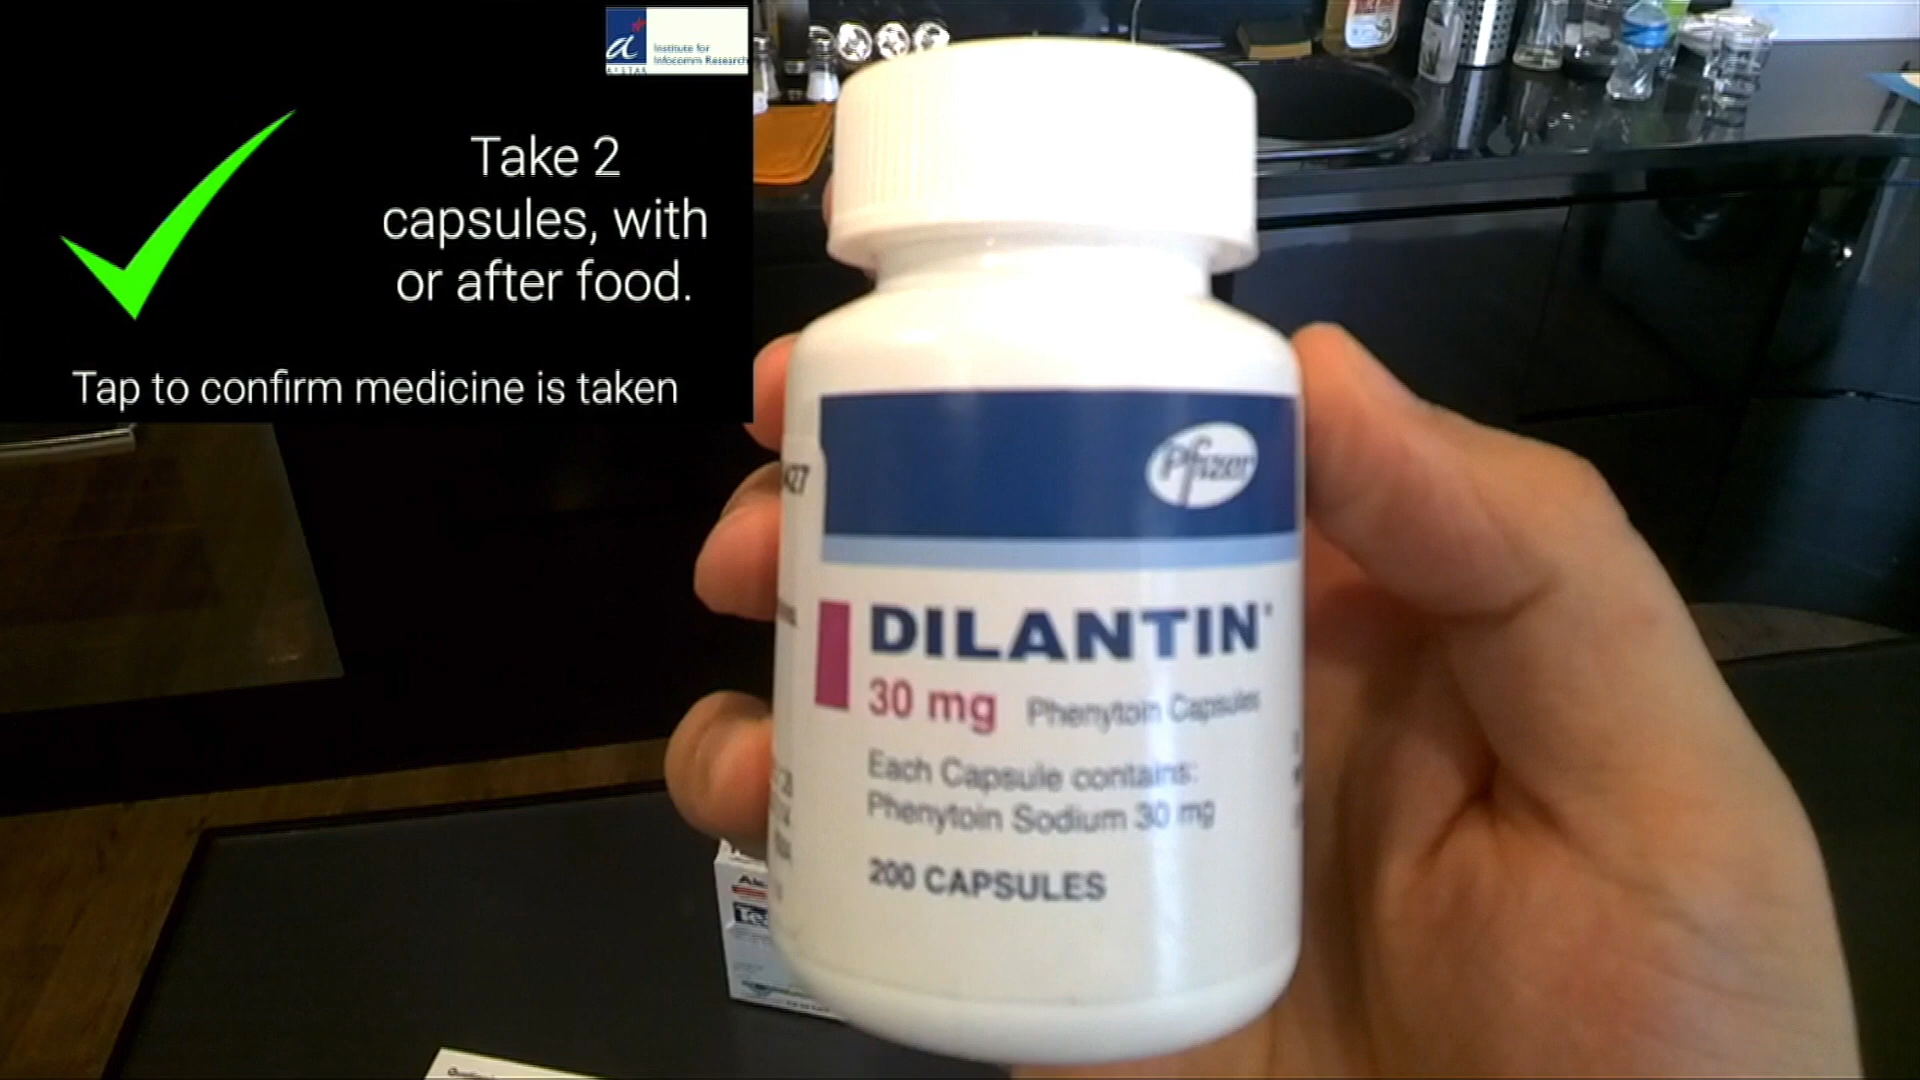 a
A*STAR
Institute for
Infocomm Research
Take 2
capsules, with
or after food.
Tap to confirm medicine is taken
Pfizer
DILANTIN
30 mg Phenytoin Capsules
Each Capsule contains:
Phenytoin Sodium 30 mg
200 CAPSULES